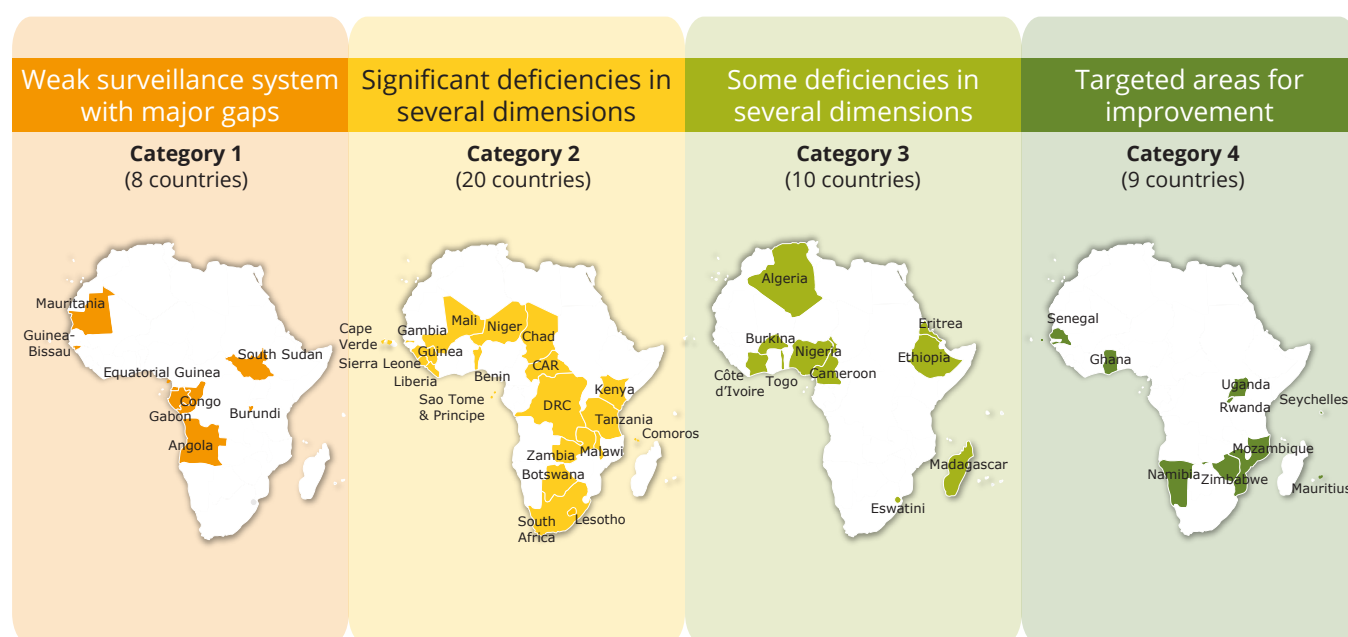 Weak surveillance system
with major gaps
Category 1
(8 countries)
Mauritania
Guinea-
Bissau
South Sudan
Equatorial Guinea
Congo
Gabon
Burundi
Angola
Significant deficiencies in
several dimensions
Category 2
(20 countries)
Cape
Verde
Gambia
Mali
Niger
Chad
Guinea
Sierra Leone
Liberia
Benin
CAR
Sao Tome
& Principe
DRC
Kenya
Tanzania
Comoros
Zambia
Malawi
Botswana
South
Africa
Lesotho
Some deficiencies in
several dimensions
Category 3
(10 countries)
Algeria
Eritrea
Burkina
Nigeria
Ethiopia
Côte
d’Ivoire
Togo
Cameroon
Madagascar
Eswatini
Targeted areas for
improvement
Category 4
(9 countries)
Senegal
Ghana
Uganda
Rwanda
Seychelles
Mozambique
Namibia
Zimbabwe
Mauritius